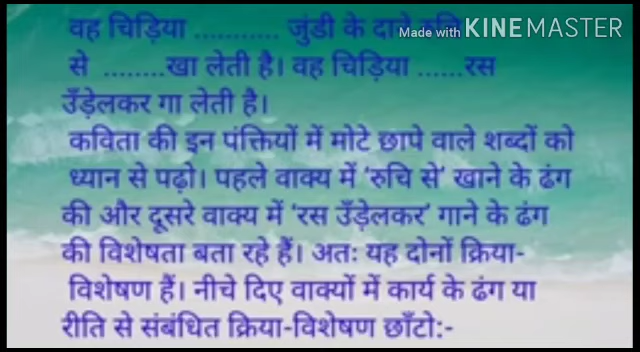 वह चिड़िया ........... जुंडी के दाने
Made with KINEMASTER
से ........खा लेती है। वह चिड़िया ......रस
उँड़ेलकर गा लेती है।
कविता की इन पंक्तियों में मोटे छापे वाले शब्दों को
ध्यान से पढ़ो। पहले वाक्य में 'रुचि से' खाने के ढंग
की और दूसरे वाक्य में 'रस उँड़ेलकर' गाने के ढंग
की विशेषता बता रहे हैं। अतः यह दोनों क्रिया-
विशेषण हैं। नीचे दिए वाक्यों में कार्य के ढंग या
रीति से संबंधित क्रिया-विशेषण छाँटो:-